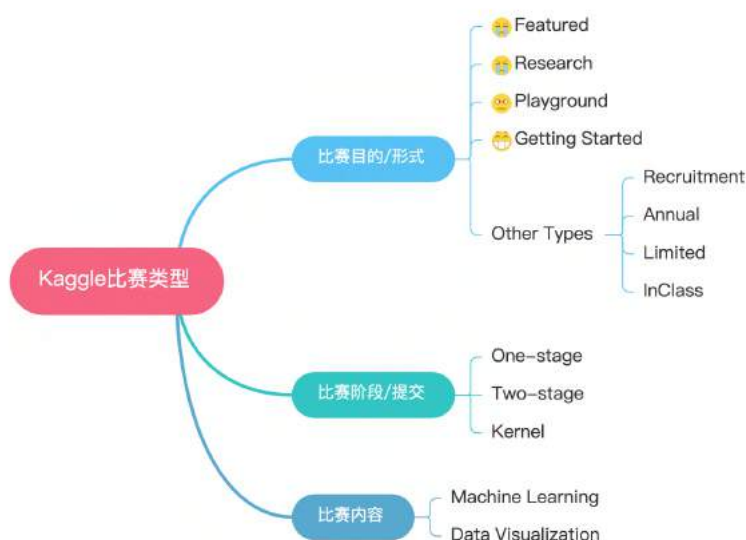 Kaggle比赛类型
比赛目的/形式
Featured
Research
Playground
Getting Started
Other Types
Recruitment
Annual
Limited
InClass
比赛阶段/提交
One-stage
Two-stage
Kernel
比赛内容
Machine Learning
Data Visualization